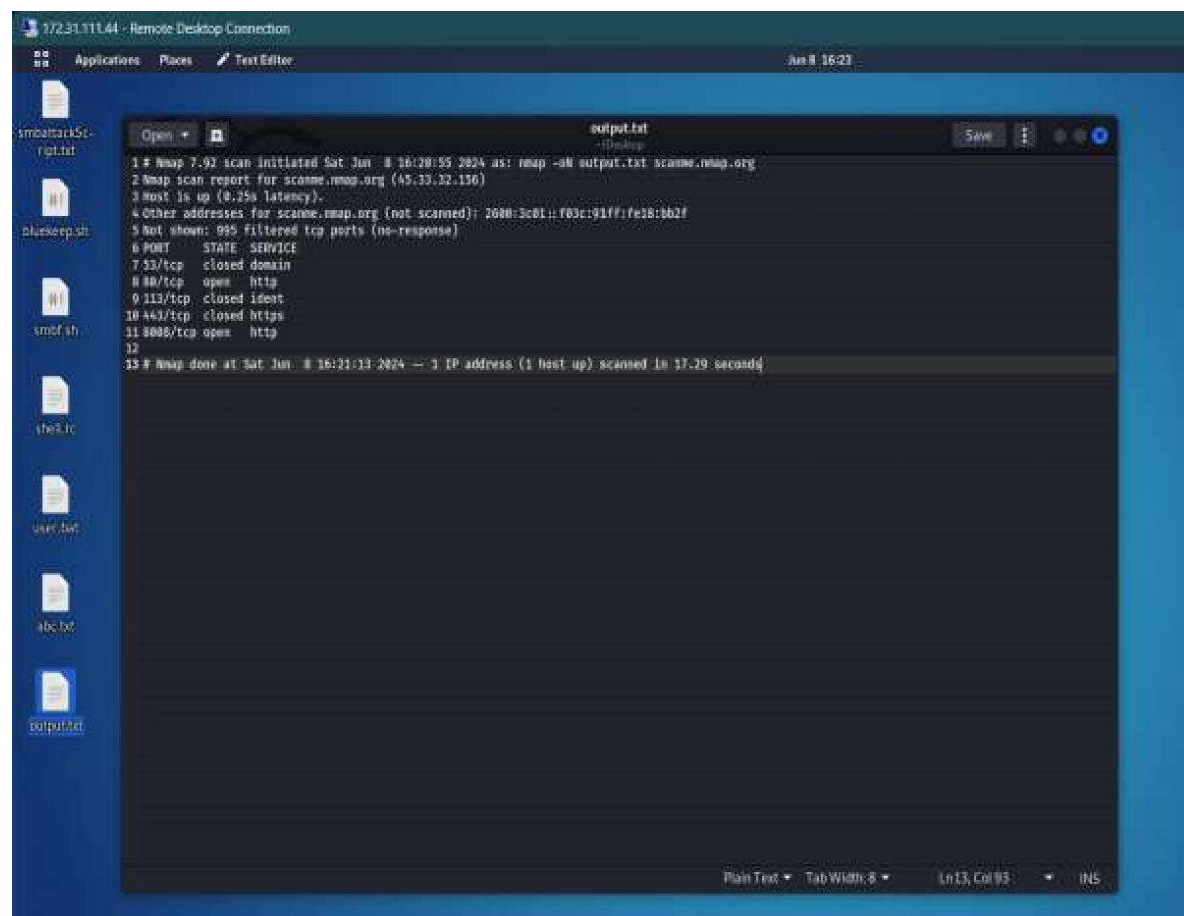 172.31.111.44 - Remote Desktop Connection
Applications Places Text Editor Jun 8 16:23
smbattackSc-
ript.txt
bluekeep.sh
smbf.sh
shell.rc
user.txt
abc.txt
output.txt
Open output.txt Save
~/Desktop
1 # Nmap 7.92 scan initiated Sat Jun 8 16:20:55 2024 as: nmap -oN output.txt scanme.nmap.org
2 Nmap scan report for scanme.nmap.org (45.33.32.156)
3 Host is up (0.25s latency).
4 Other addresses for scanme.nmap.org (not scanned): 2600:3c01::f03c:91ff:fe18:bb2f
5 Not shown: 995 filtered tcp ports (no-response)
6 PORT STATE SERVICE
7 53/tcp closed domain
8 80/tcp open http
9 113/tcp closed ident
10 443/tcp closed https
11 8008/tcp open http
12
13 # Nmap done at Sat Jun 8 16:21:13 2024 -- 1 IP address (1 host up) scanned in 17.29 seconds
Plain Text Tab Width: 8 Ln 13, Col 93 INS